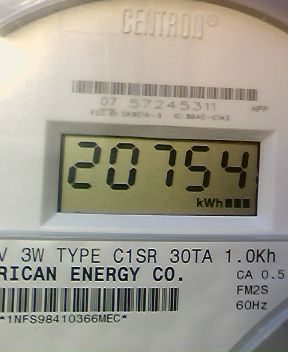 CENTRON®
07 57245311 NPP
20754
kWh
V 3W TYPE C1SR 30TA 1.0Kh
RICAN ENERGY CO.
CA 0.5
FM2S
60Hz
*1NFS98410366MEC*